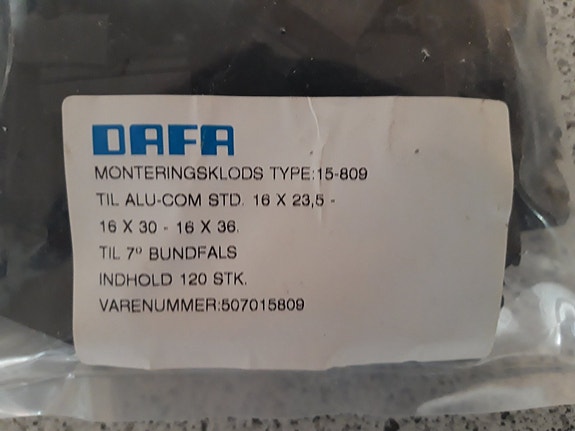 DAFA
MONTERINGSKLODS TYPE:15-809
TIL ALU-COM STD. 16 X 23,5 -
16 X 30 - 16 X 36.
TIL 7º BUNDFALS
INDHOLD 120 STK.
VARENUMMER:507015809